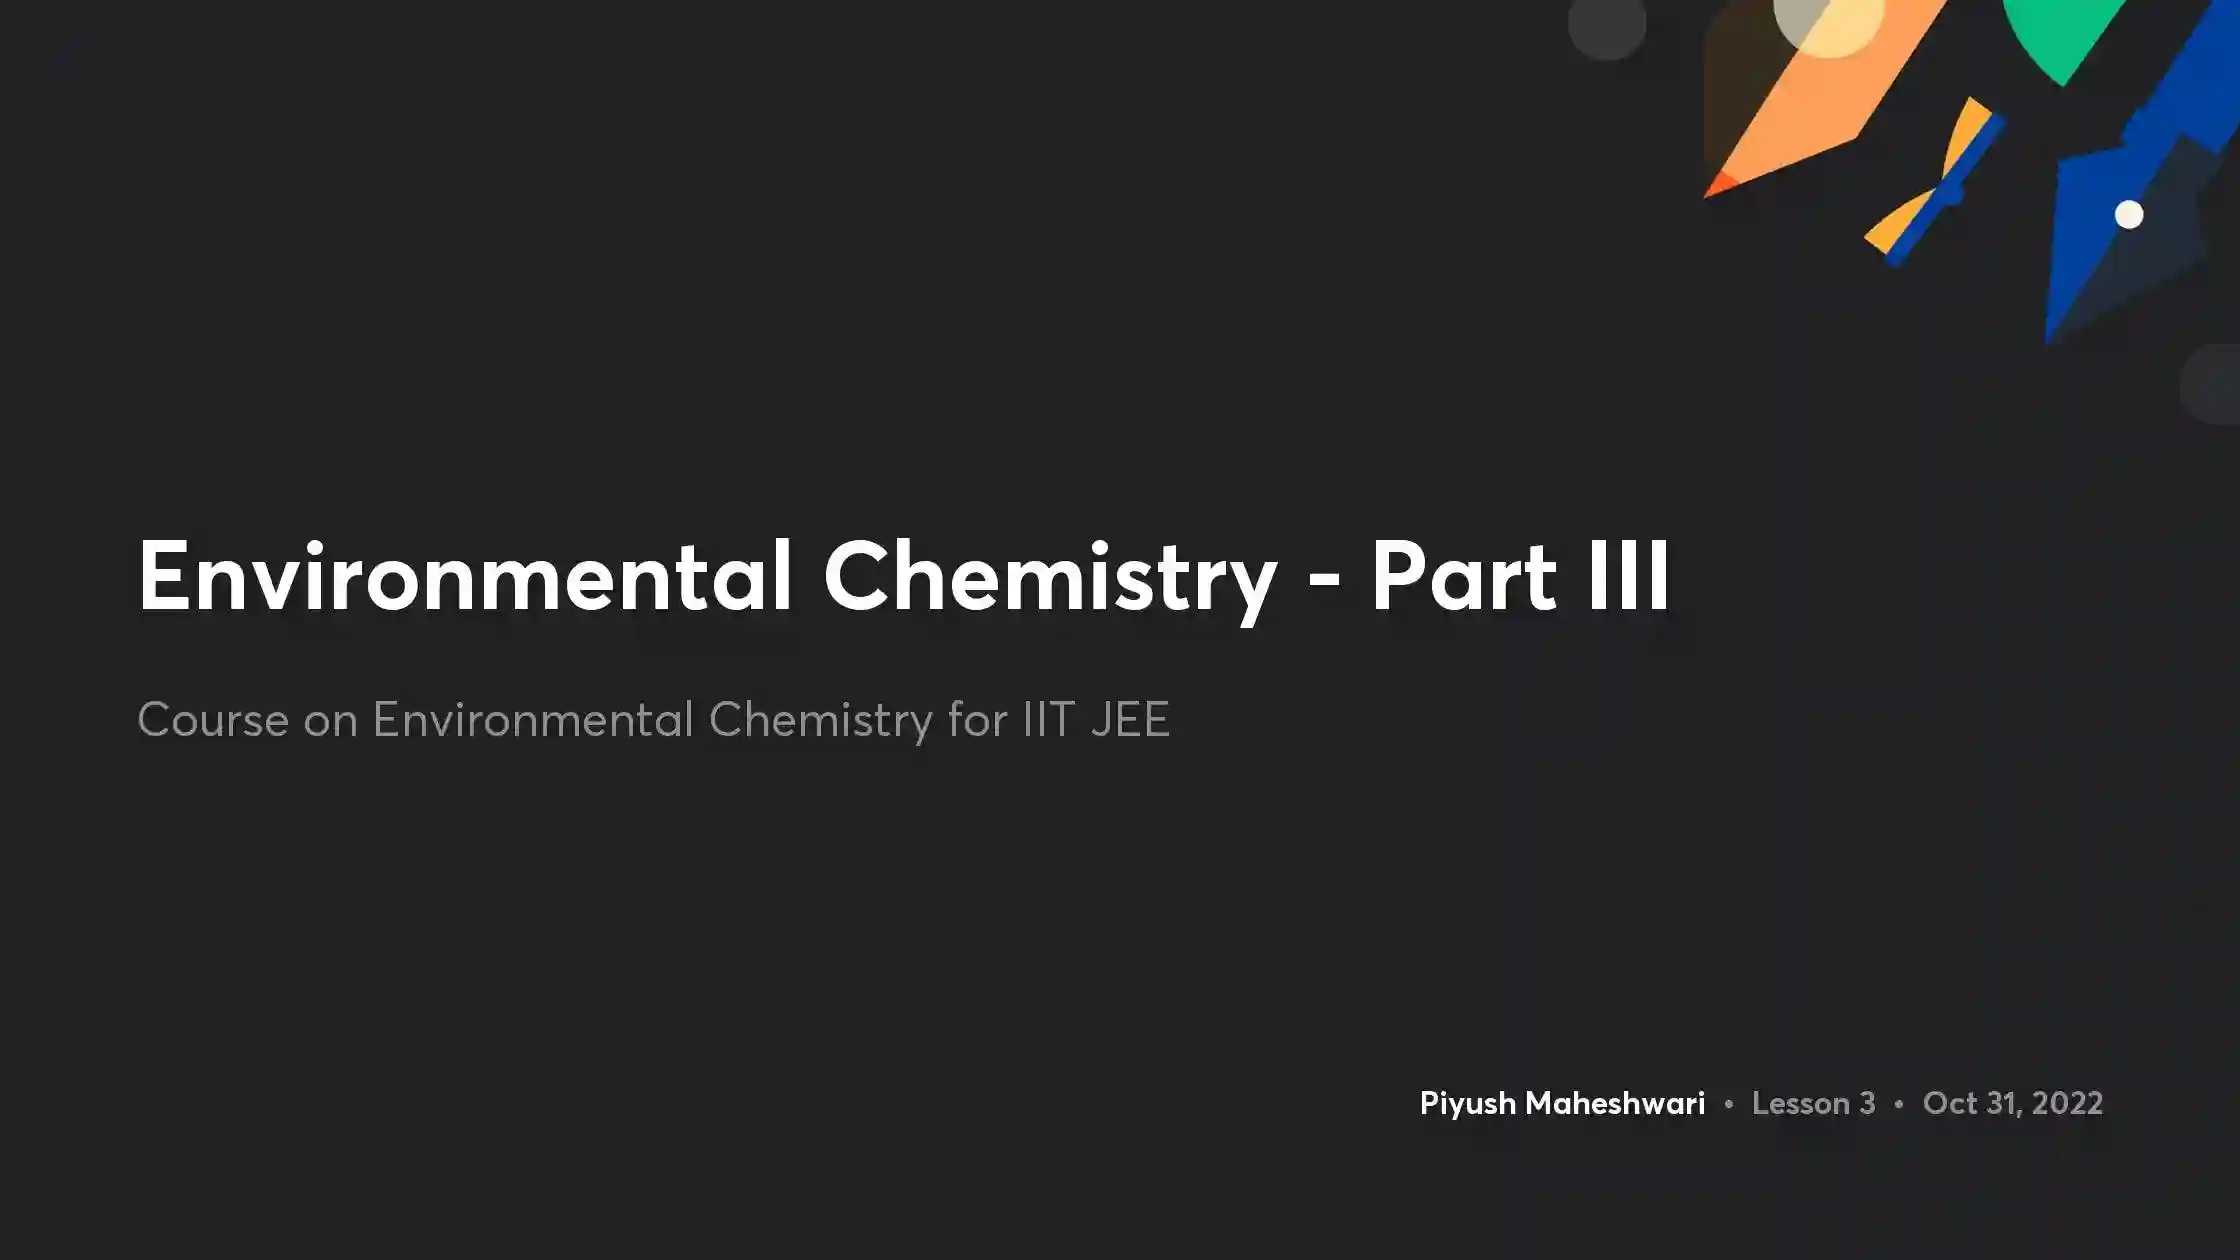 Environmental Chemistry - Part III
Course on Environmental Chemistry for IIT JEE
Piyush Maheshwari • Lesson 3 • Oct 31, 2022